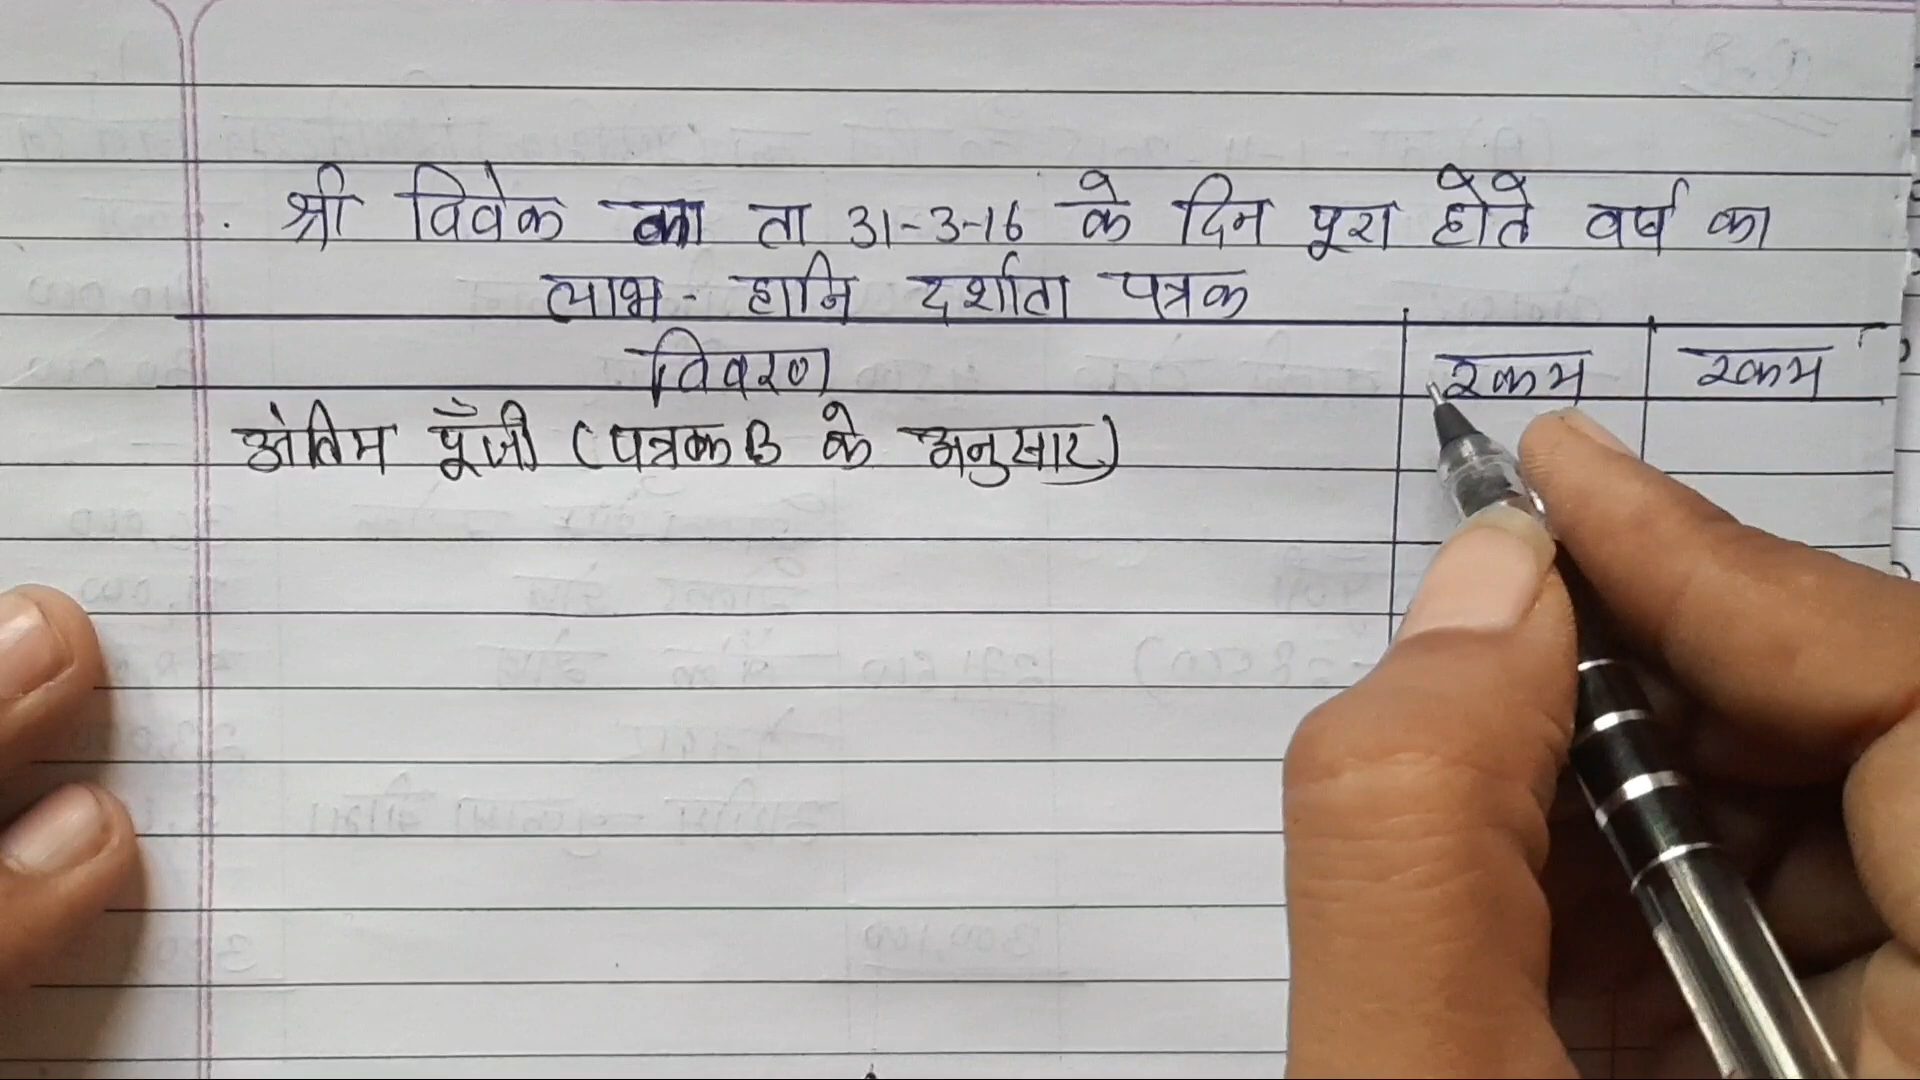 श्री विवेक का ता 31-3-16 के दिन पूरा होते वर्ष का
लाभ - हानि दर्शाता पत्रक
विवरण रकम रकम
अंतिम पूँजी (पत्रक B के अनुसार)